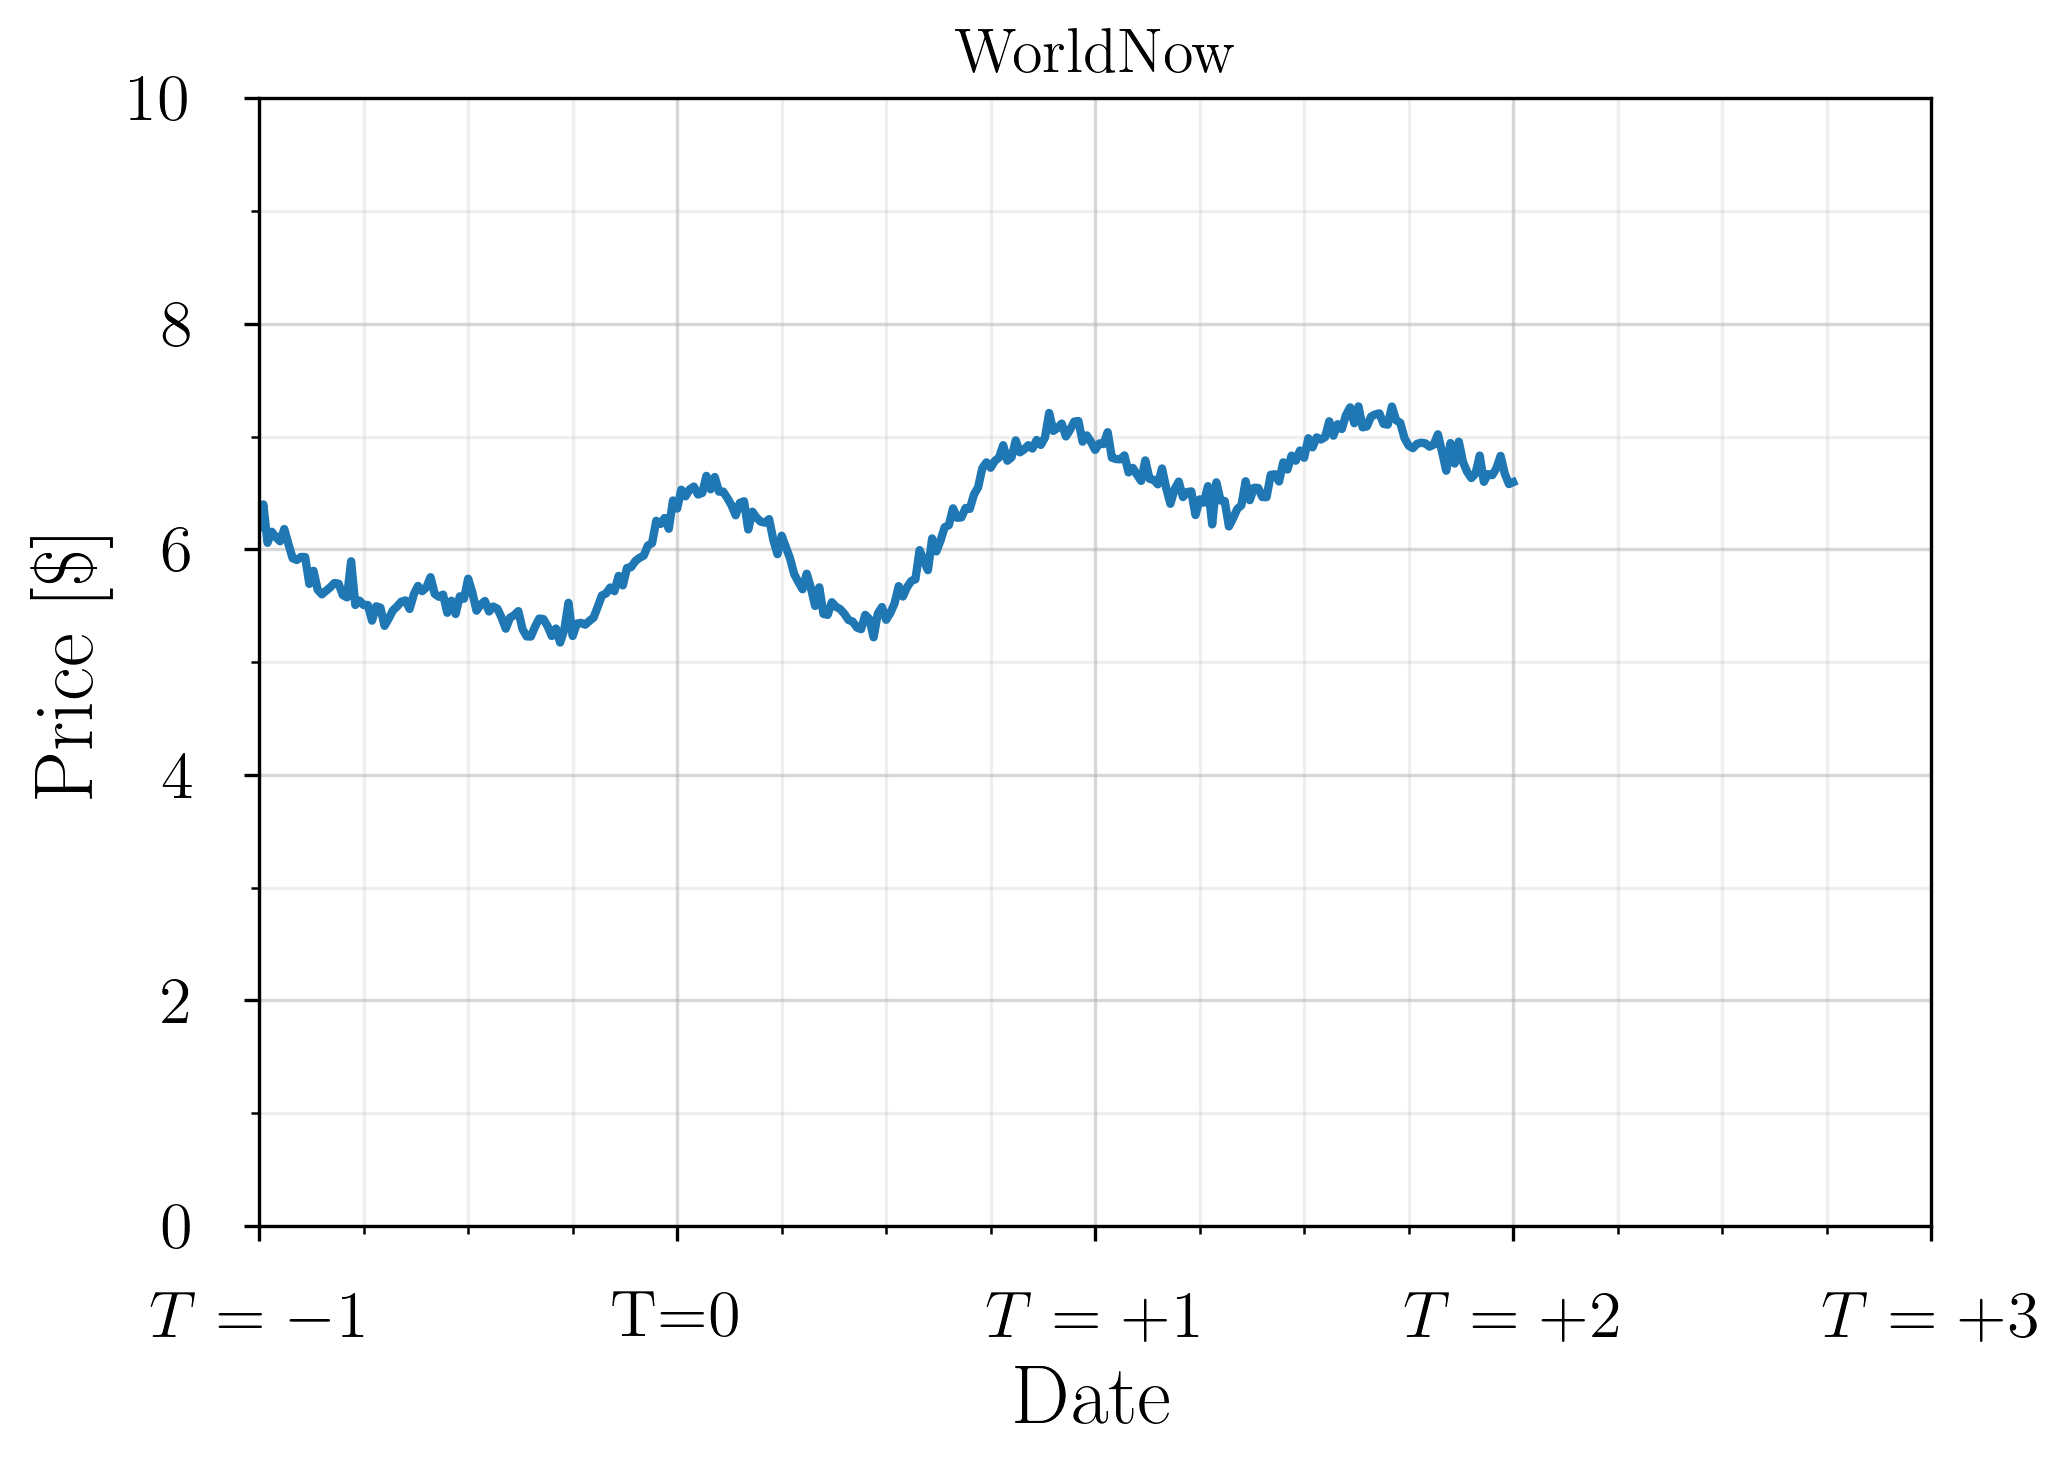 WorldNow
10
8
6
4
2
0
Price [$]
T = −1 T=0 T = +1 T = +2 T = +3
Date